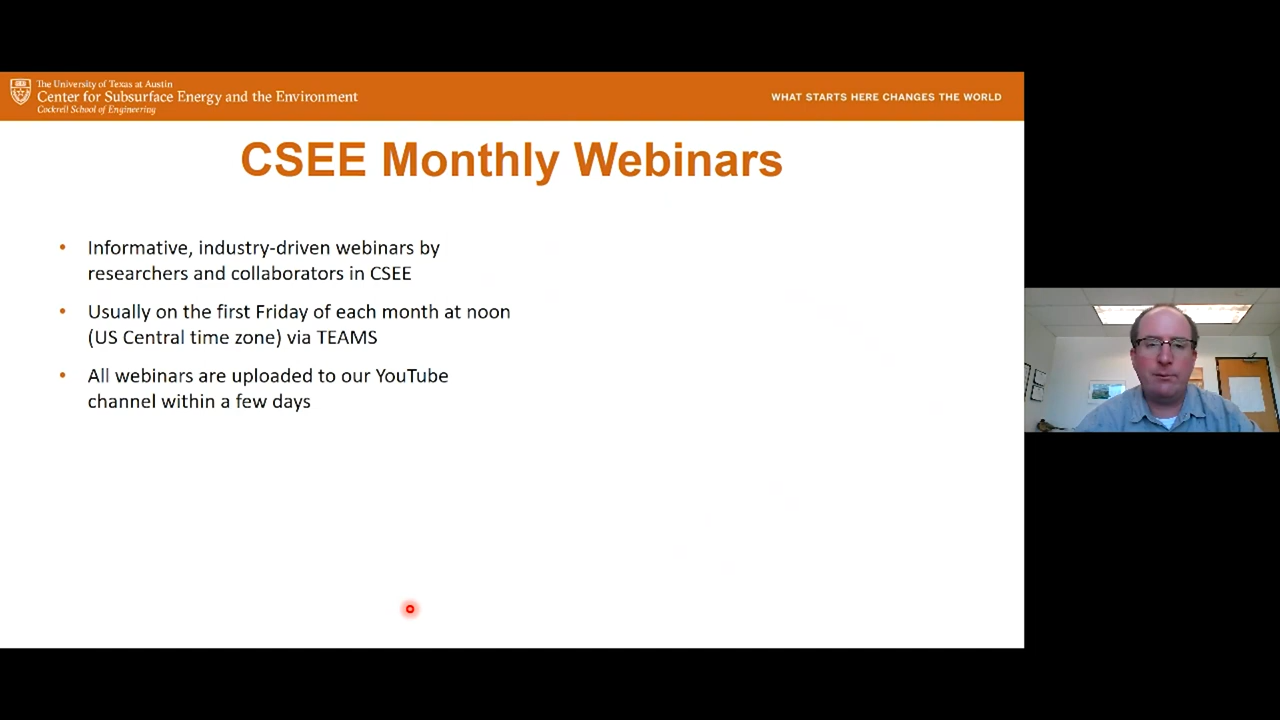 The University of Texas at Austin
Center for Subsurface Energy and the Environment
Cockrell School of Engineering
WHAT STARTS HERE CHANGES THE WORLD
CSEE Monthly Webinars
• Informative, industry-driven webinars by
researchers and collaborators in CSEE
• Usually on the first Friday of each month at noon
(US Central time zone) via TEAMS
• All webinars are uploaded to our YouTube
channel within a few days